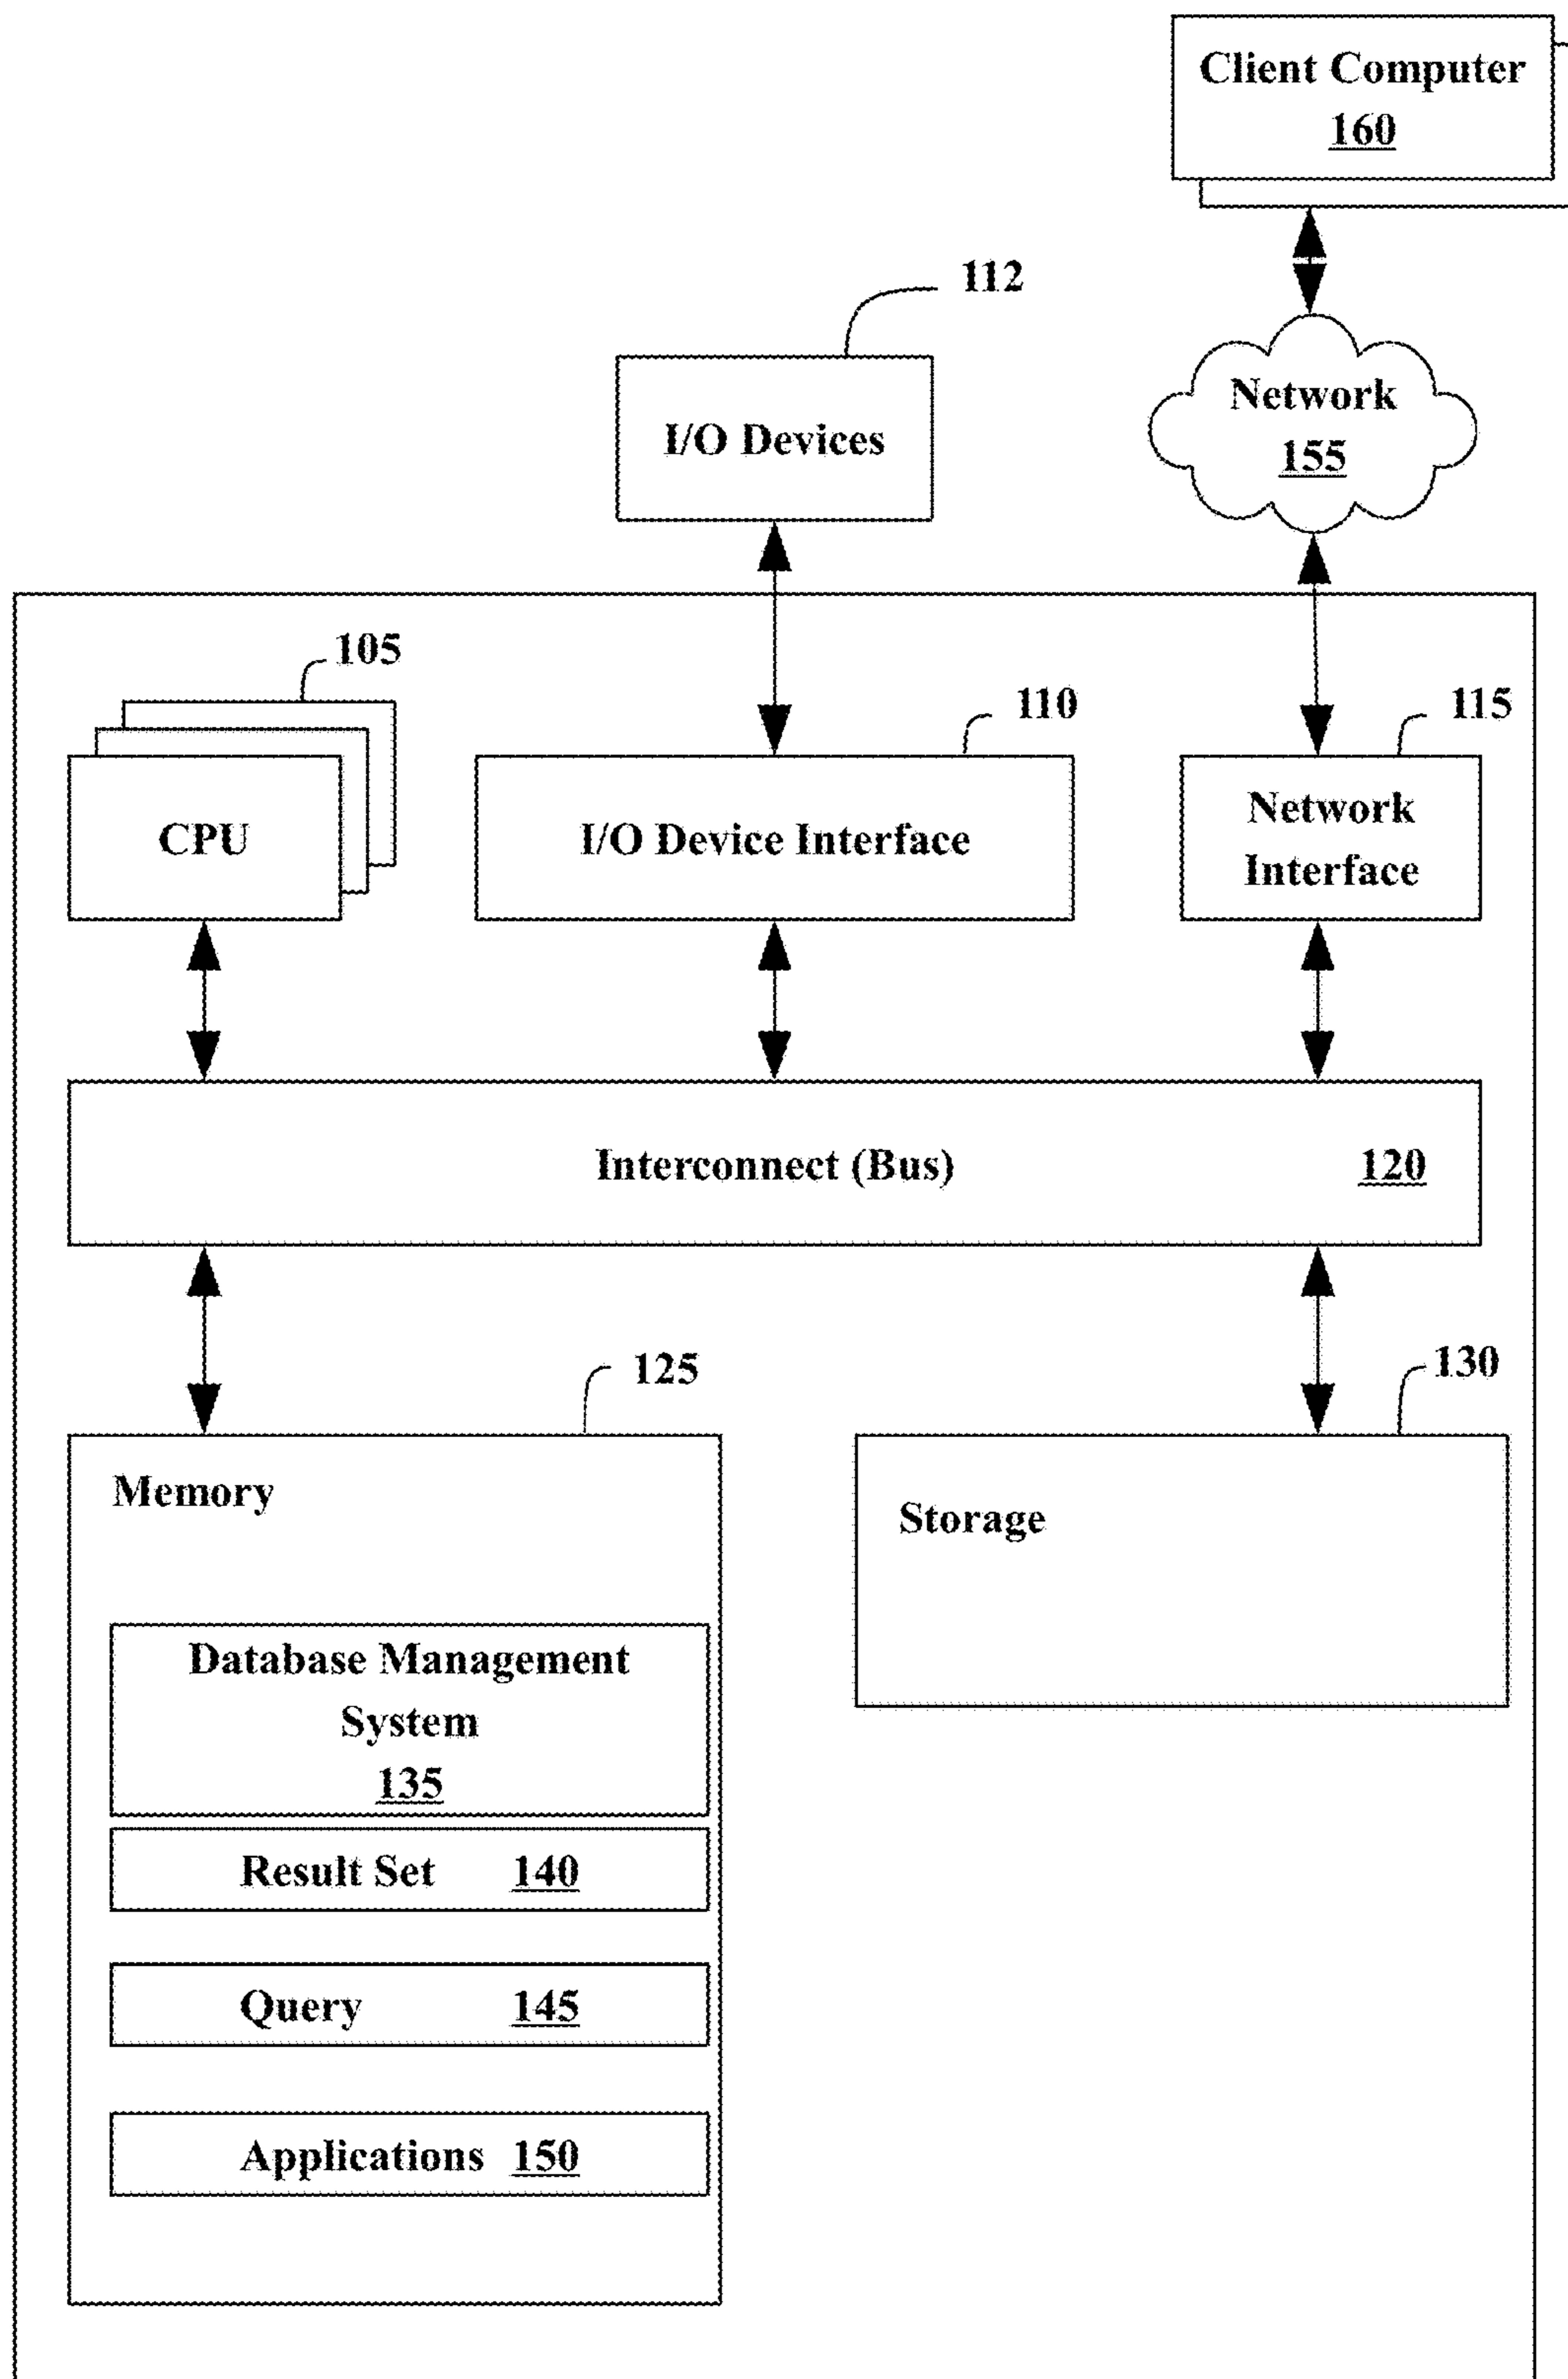 Client Computer
160
112
I/O Devices
Network
155
105
110
115
CPU
I/O Device Interface
Network
Interface
Interconnect (Bus) 120
125
130
Memory
Storage
Database Management
System
135
Result Set 140
Query 145
Applications 150